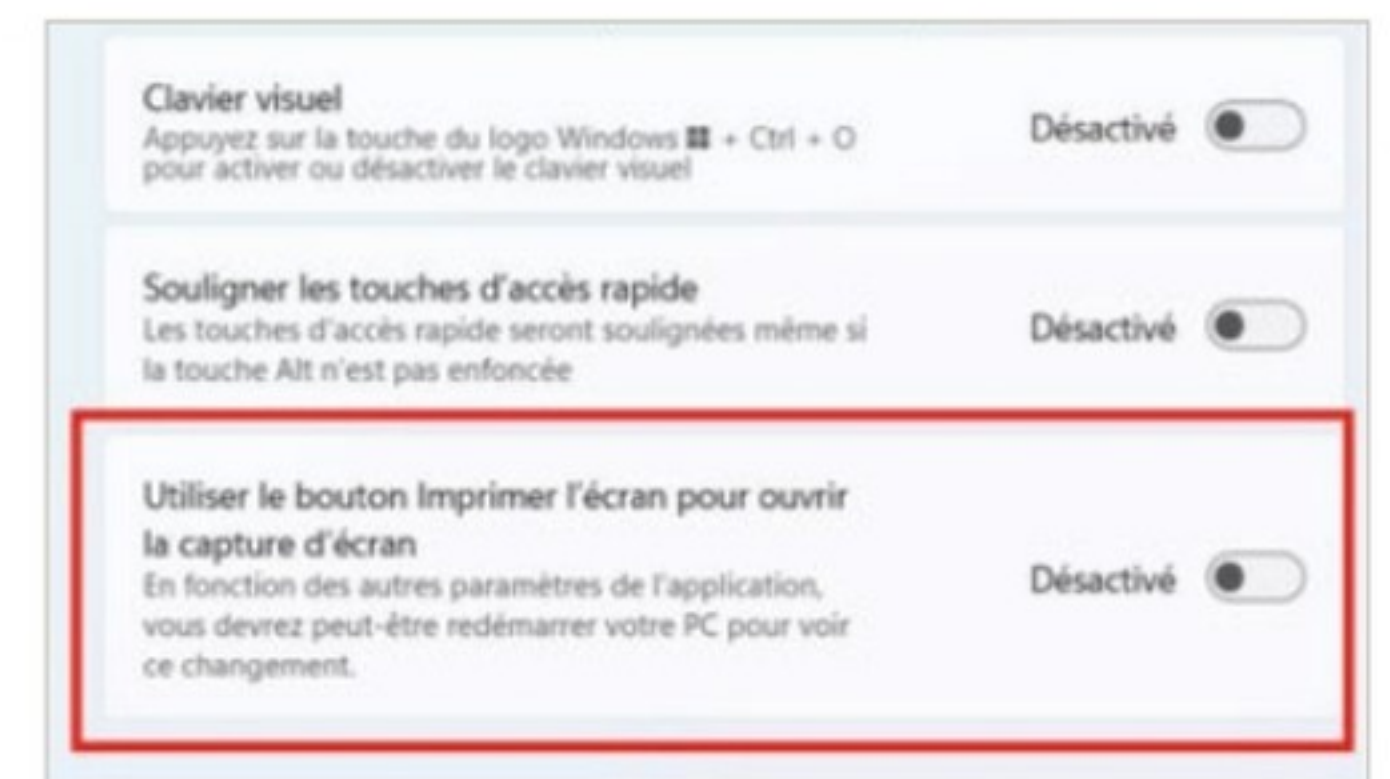 Clavier visuel
Appuyez sur la touche du logo Windows + Ctrl + O
pour activer ou désactiver le clavier visuel
Désactivé
Souligner les touches d'accès rapide
Les touches d'accès rapide seront soulignées même si
la touche Alt n'est pas enfoncée
Désactivé
Utiliser le bouton Imprimer l'écran pour ouvrir
la capture d'écran
En fonction des autres paramètres de l'application,
vous devrez peut-être redémarrer votre PC pour voir
ce changement.
Désactivé